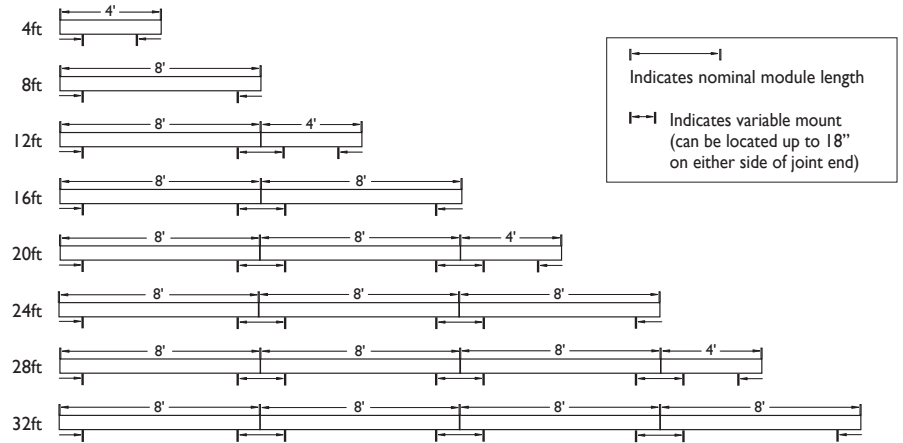 4ft
4'
8ft
8'
12ft
8' 4'
16ft
8' 8'
20ft
8' 8' 4'
24ft
8' 8' 8'
28ft
8' 8' 8' 4'
32ft
8' 8' 8' 8'
Indicates nominal module length
Indicates variable mount
(can be located up to 18”
on either side of joint end)